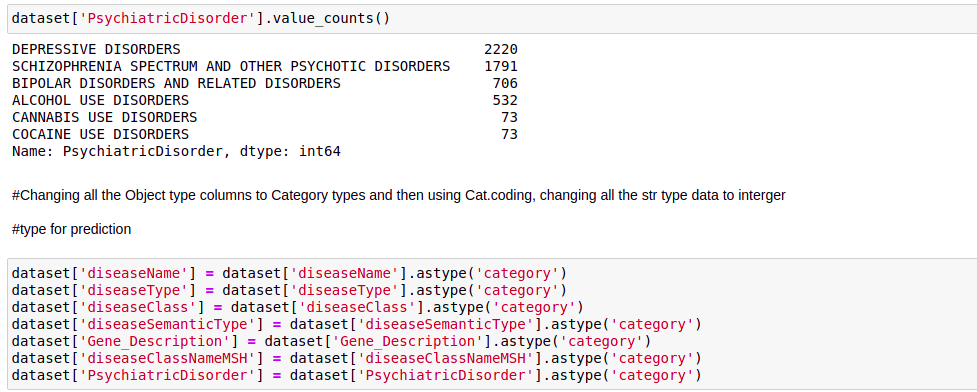 dataset['PsychiatricDisorder'].value_counts()
DEPRESSIVE DISORDERS 2220
SCHIZOPHRENIA SPECTRUM AND OTHER PSYCHOTIC DISORDERS 1791
BIPOLAR DISORDERS AND RELATED DISORDERS 706
ALCOHOL USE DISORDERS 532
CANNABIS USE DISORDERS 73
COCAINE USE DISORDERS 73
Name: PsychiatricDisorder, dtype: int64
#Changing all the Object type columns to Category types and then using Cat.coding, changing all the str type data to interger
#type for prediction
dataset['diseaseName'] = dataset['diseaseName'].astype('category')
dataset['diseaseType'] = dataset['diseaseType'].astype('category')
dataset['diseaseClass'] = dataset['diseaseClass'].astype('category')
dataset['diseaseSemanticType'] = dataset['diseaseSemanticType'].astype('category')
dataset['Gene_Description'] = dataset['Gene_Description'].astype('category')
dataset['diseaseClassNameMSH'] = dataset['diseaseClassNameMSH'].astype('category')
dataset['PsychiatricDisorder'] = dataset['PsychiatricDisorder'].astype('category')